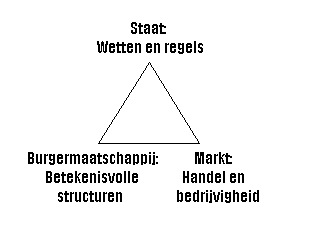 Staat:
Wetten en regels
Burgermaatschappij:
Betekenisvolle
structuren
Markt:
Handel en
bedrijvigheid